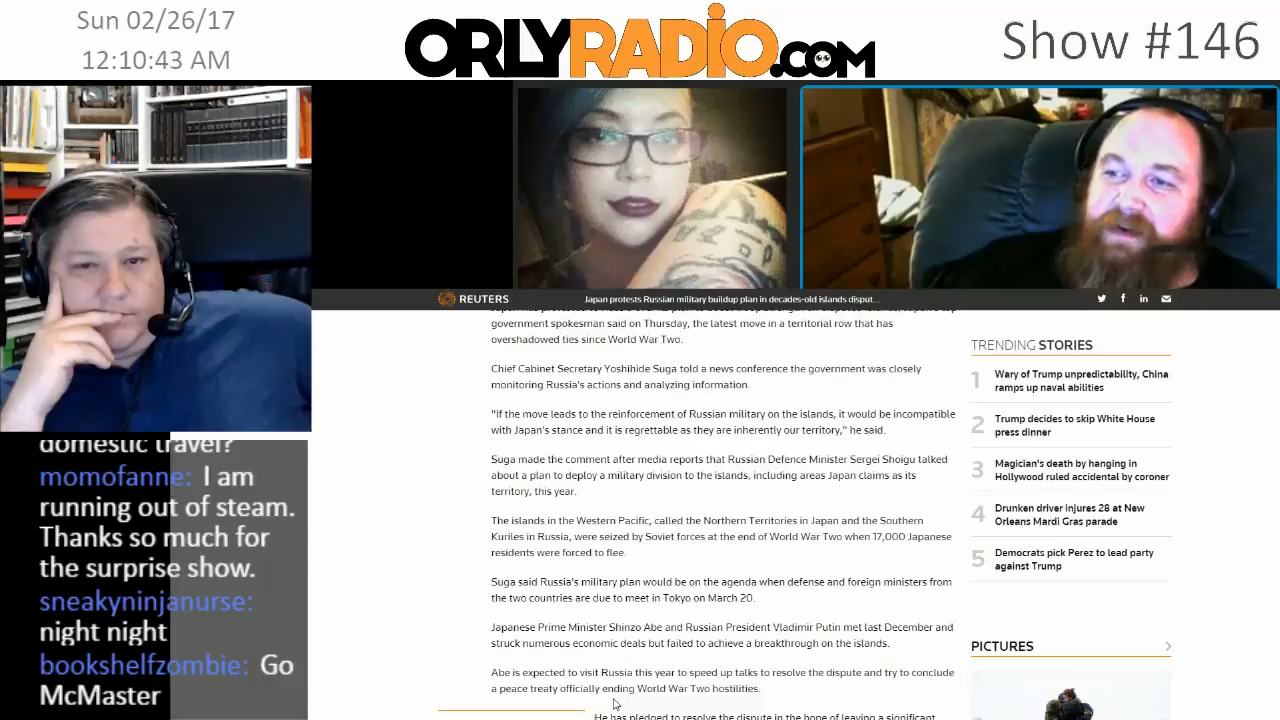 Sun 02/26/17
12:10:43 AM
ORLYRADIO.COM
Show #146
REUTERS
Japan protests Russian military buildup plan in decades-old islands disput...
government spokesman said on Thursday, the latest move in a territorial row that has
overshadowed ties since World War Two.
Chief Cabinet Secretary Yoshihide Suga told a news conference the government was closely
monitoring Russia's actions and analyzing information.
"If the move leads to the reinforcement of Russian military on the islands, it would be incompatible
with Japan's stance and it is regrettable as they are inherently our territory," he said.
Suga made the comment after media reports that Russian Defence Minister Sergei Shoigu talked
about a plan to deploy a military division to the islands, including areas Japan claims as its
territory, this year.
The islands in the Western Pacific, called the Northern Territories in Japan and the Southern
Kuriles in Russia, were seized by Soviet forces at the end of World War Two when 17,000 Japanese
residents were forced to flee.
Suga said Russia's military plan would be on the agenda when defense and foreign ministers from
the two countries are due to meet in Tokyo on March 20.
Japanese Prime Minister Shinzo Abe and Russian President Vladimir Putin met last December and
struck numerous economic deals but failed to achieve a breakthrough on the islands.
Abe is expected to visit Russia this year to speed up talks to resolve the dispute and try to conclude
a peace treaty officially ending World War Two hostilities.
He has pledged to resolve the dispute in the hope of leaving a significant
TRENDING STORIES
1 Wary of Trump unpredictability, China
ramps up naval abilities
2 Trump decides to skip White House
press dinner
3 Magician's death by hanging in
Hollywood ruled accidental by coroner
4 Drunken driver injures 28 at New
Orleans Mardi Gras parade
5 Democrats pick Perez to lead party
against Trump
PICTURES
domestic travel?
momofanne: I am
running out of steam.
Thanks so much for
the surprise show.
sneakyninjanurse:
night night
bookshelfzombie: Go
McMaster